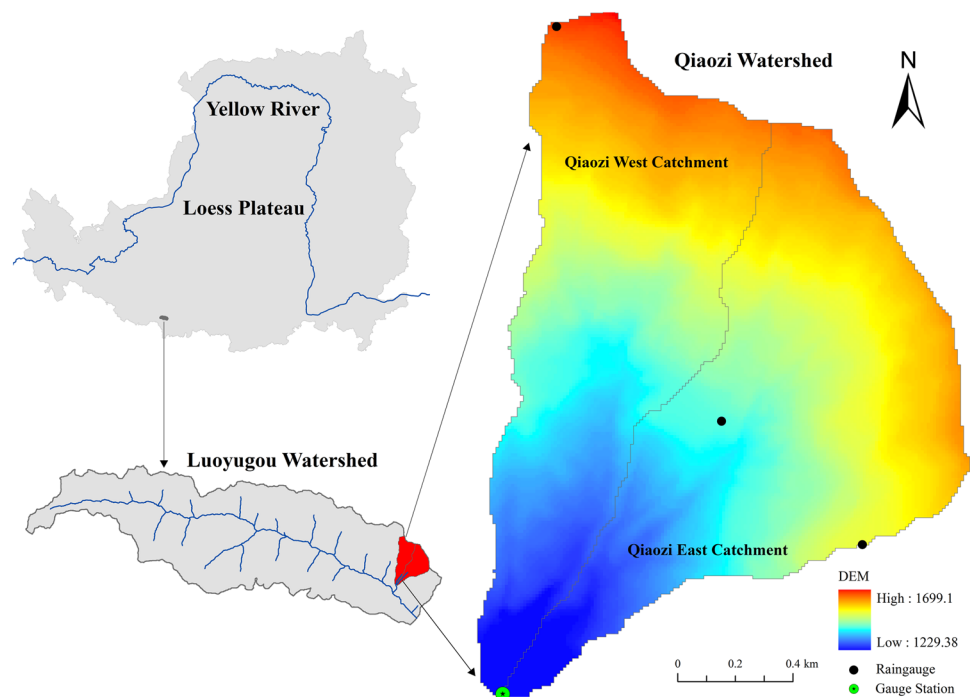 Yellow River
Loess Plateau
Luoyugou Watershed
Qiaozi Watershed
N
Qiaozi West Catchment
Qiaozi East Catchment
DEM
High : 1699.1
Low : 1229.38
Raingauge
Gauge Station
0 0.2 0.4 km